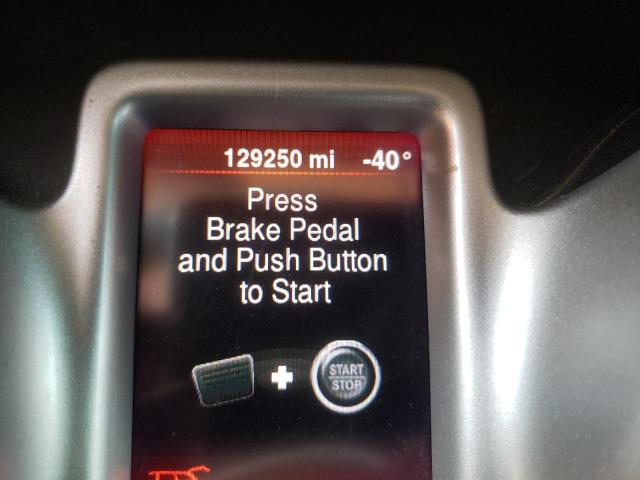 129250 mi -40°
Press
Brake Pedal
and Push Button
to Start
START
STOP